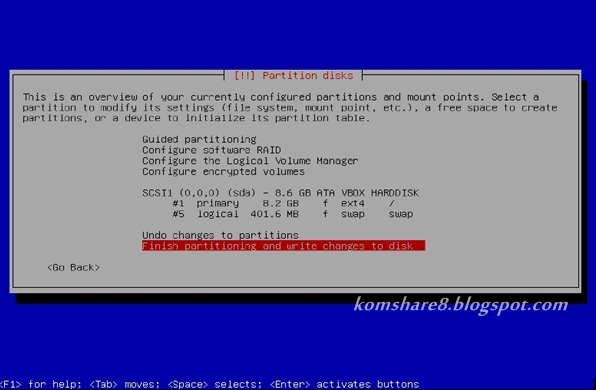 [!!] Partition disks
This is an overview of your currently configured partitions and mount points. Select a
partition to modify its settings (file system, mount point, etc.), a free space to create
partitions, or a device to initialize its partition table.
Guided partitioning
Configure software RAID
Configure the Logical Volume Manager
Configure encrypted volumes
SCSI1 (0,0,0) (sda) - 8.6 GB ATA VBOX HARDDISK
#1 primary 8.2 GB f ext4 /
#5 logical 401.6 MB f swap swap
Undo changes to partitions
Finish partitioning and write changes to disk
<Go Back>
komshare8.blogspot.com
<F1> for help; <Tab> moves; <Space> selects; <Enter> activates buttons